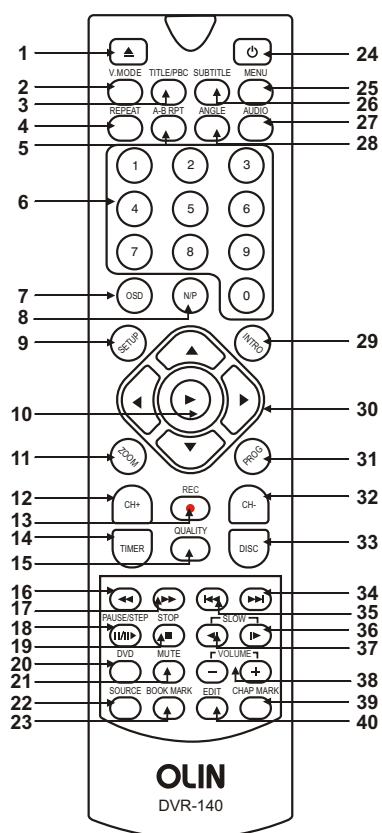 1 24
V.MODE TITLE/PBC SUBTITLE MENU
2 25
3 26
REPEAT A-B RPT ANGLE AUDIO
4 27
5 28
1 2 3
6
4 5 6
7 8 9
7 OSD N/P 0
8
9 SETUP INTRO 29
10 30
11 ZOOM PROG 31
REC
12 CH+ CH- 32
13
QUALITY
14 TIMER DISC 33
15
16 34
17 35
PAUSE/STEP STOP SLOW
18 36
19 37
DVD MUTE VOLUME
20 − + 38
21
SOURCE BOOK MARK EDIT CHAP MARK
22 39
23 40
OLIN
DVR-140